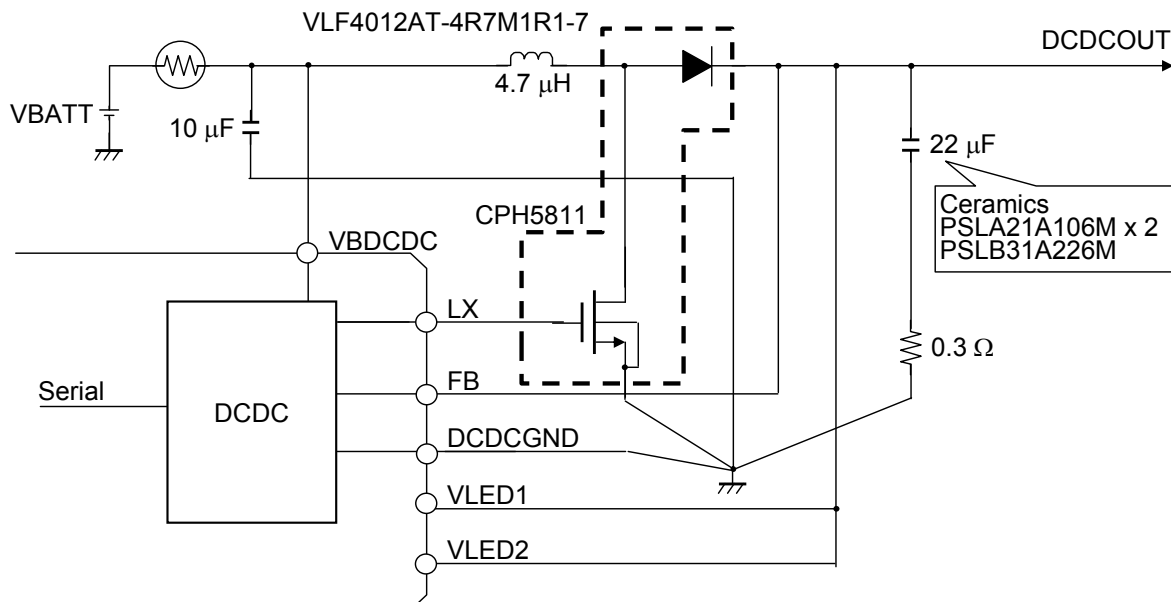 VLF4012AT-4R7M1R1-7
DCDCOUT
4.7 μH
VBATT
10 μF
22 μF
Ceramics
PSLA21A106M x 2
PSLB31A226M
CPH5811
VBDCDC
LX
0.3 Ω
FB
Serial
DCDC
DCDCGND
VLED1
VLED2